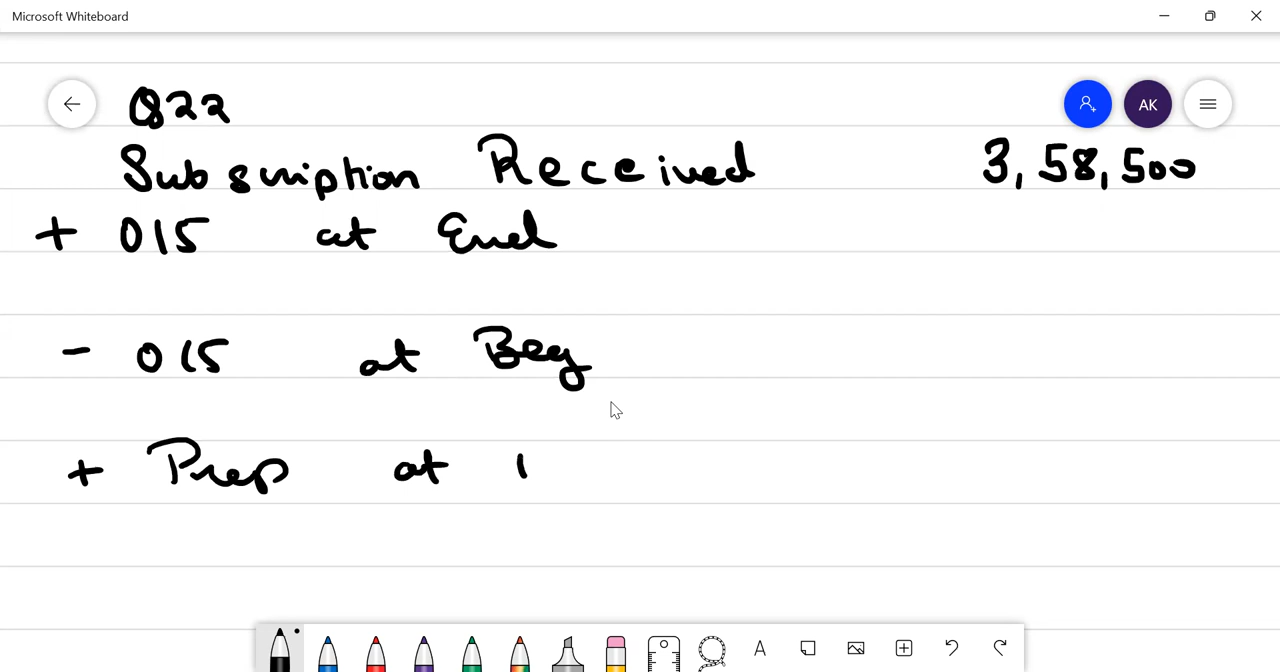 Microsoft Whiteboard
Q22
AK
Subscription Received 3,58,500
+ O/S at End
- O/S at Beg
+ Prep at
A